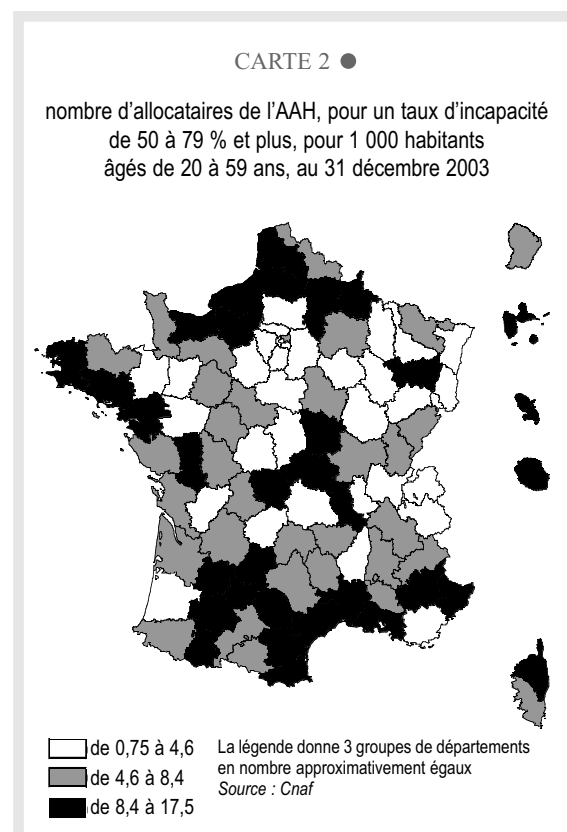 CARTE 2 ●
nombre d’allocataires de l’AAH, pour un taux d’incapacité
de 50 à 79 % et plus, pour 1 000 habitants
âgés de 20 à 59 ans, au 31 décembre 2003
de 0,75 à 4,6
de 4,6 à 8,4
de 8,4 à 17,5
La légende donne 3 groupes de départements
en nombre approximativement égaux
Source : Cnaf